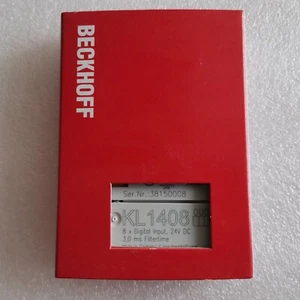 BECKHOFF
Ser.Nr. 38150008
KL1408
8 x Digital Input, 24V DC
3,0 ms Filtertime